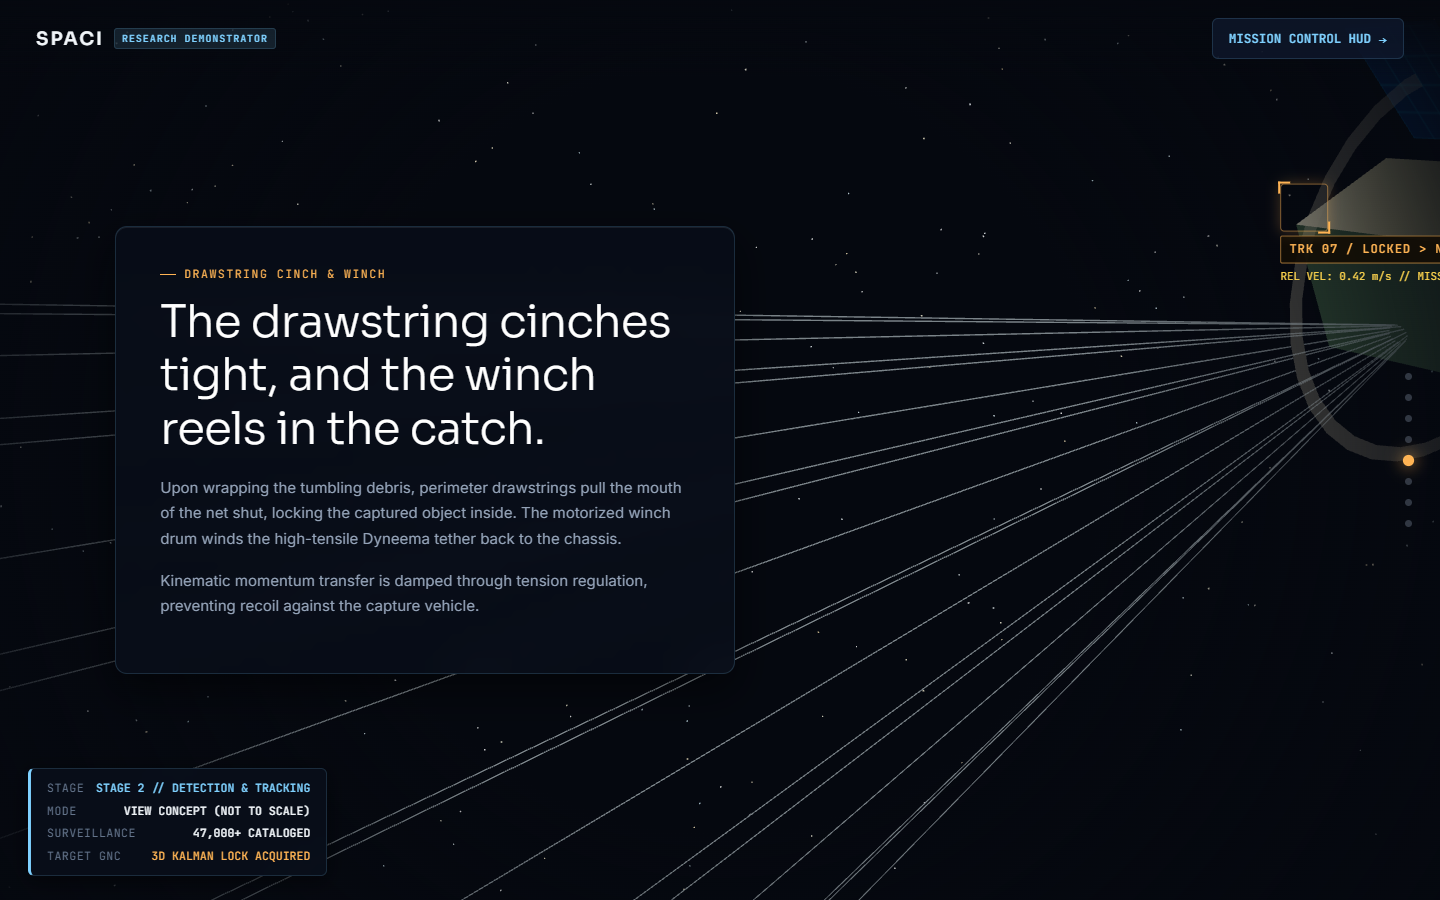 SPACI
RESEARCH DEMONSTRATOR
MISSION CONTROL HUD →
TRK 07 / LOCKED >
REL VEL: 0.42 m/s //
DRAWSTRING CINCH & WINCH
The drawstring cinches
tight, and the winch
reels in the catch.
Upon wrapping the tumbling debris, perimeter drawstrings pull the mouth
of the net shut, locking the captured object inside. The motorized winch
drum winds the high-tensile Dyneema tether back to the chassis.
Kinematic momentum transfer is damped through tension regulation,
preventing recoil against the capture vehicle.
STAGE STAGE 2 // DETECTION & TRACKING
MODE VIEW CONCEPT (NOT TO SCALE)
SURVEILLANCE 47,000+ CATALOGED
TARGET GNC 3D KALMAN LOCK ACQUIRED